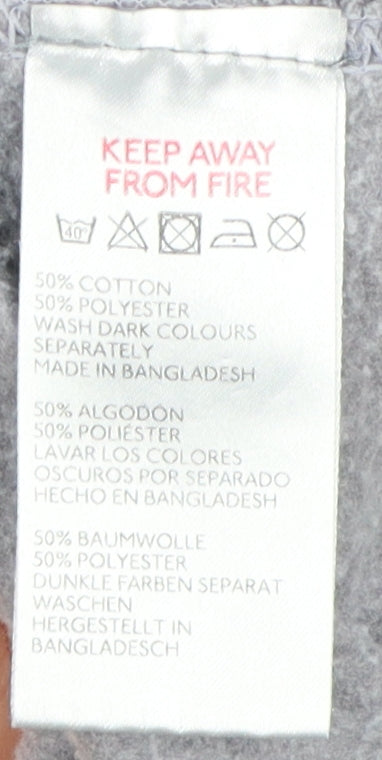 KEEP AWAY
FROM FIRE
40°
50% COTTON
50% POLYESTER
WASH DARK COLOURS
SEPARATELY
MADE IN BANGLADESH
50% ALGODÓN
50% POLIÉSTER
LAVAR LOS COLORES
OSCUROS POR SEPARADO
HECHO EN BANGLADESH
50% BAUMWOLLE
50% POLYESTER
DUNKLE FARBEN SEPARAT
WASCHEN
HERGESTELLT IN
BANGLADESCH